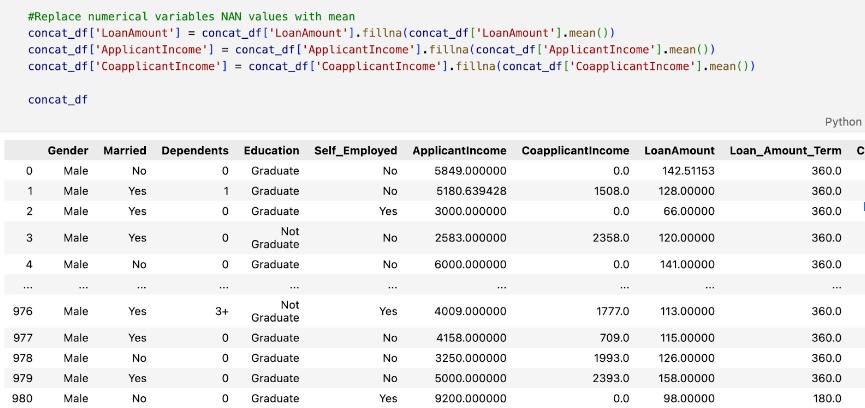 #Replace numerical variables NAN values with mean
concat_df['LoanAmount'] = concat_df['LoanAmount'].fillna(concat_df['LoanAmount'].mean())
concat_df['ApplicantIncome'] = concat_df['ApplicantIncome'].fillna(concat_df['ApplicantIncome'].mean())
concat_df['CoapplicantIncome'] = concat_df['CoapplicantIncome'].fillna(concat_df['CoapplicantIncome'].mean())
concat_df
Python
Gender Married Dependents Education Self_Employed ApplicantIncome CoapplicantIncome LoanAmount Loan_Amount_Term C
0 Male No 0 Graduate No 5849.000000 0.0 142.51153 360.0
1 Male Yes 1 Graduate No 5180.639428 1508.0 128.00000 360.0
2 Male Yes 0 Graduate Yes 3000.000000 0.0 66.00000 360.0
3 Male Yes 0 Not Graduate No 2583.000000 2358.0 120.00000 360.0
4 Male No 0 Graduate No 6000.000000 0.0 141.00000 360.0
... ... ... ... ... ... ... ... ... ...
976 Male Yes 3+ Not Graduate Yes 4009.000000 1777.0 113.00000 360.0
977 Male Yes 0 Graduate No 4158.000000 709.0 115.00000 360.0
978 Male No 0 Graduate No 3250.000000 1993.0 126.00000 360.0
979 Male Yes 0 Graduate No 5000.000000 2393.0 158.00000 360.0
980 Male No 0 Graduate Yes 9200.000000 0.0 98.00000 180.0